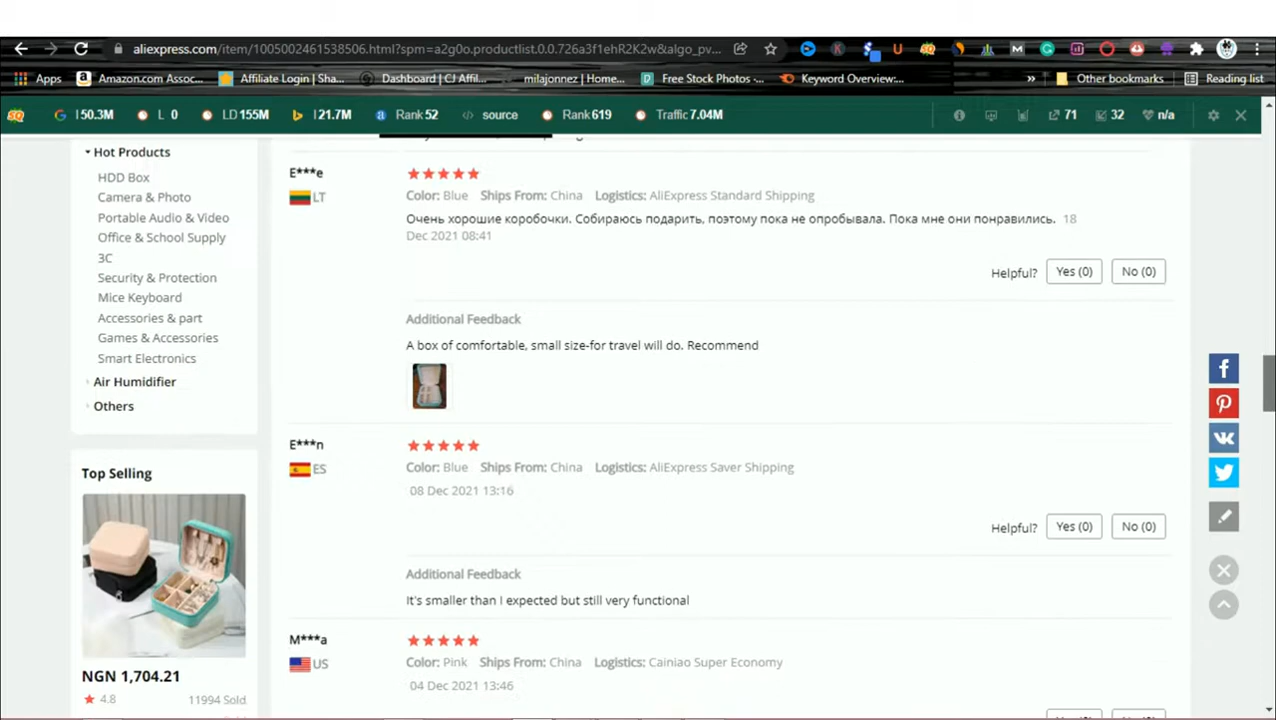 aliexpress.com/item/1005002461538506.html?spm=a2g0o.productlist.0.0.726a3f1ehR2K2w&algo_pv...
Apps Amazon.com Assoc... Affiliate Login | Sha... Dashboard | CJ Affil... milajonnez | Home... Free Stock Photos -... Keyword Overview:... » Other bookmarks Reading list
I 50.3M L 0 LD 155M I 21.7M Rank 52 source Rank 619 Traffic 7.04M 71 32 n/a
Hot Products
HDD Box
Camera & Photo
Portable Audio & Video
Office & School Supply
3C
Security & Protection
Mice Keyboard
Accessories & part
Games & Accessories
Smart Electronics
Air Humidifier
Others
Top Selling
NGN 1,704.21
4.8 11994 Sold
E***e
LT
Color: Blue Ships From: China Logistics: AliExpress Standard Shipping
Очень хорошие коробочки. Собираюсь подарить, поэтому пока не опробывала. Пока мне они понравились. 18
Dec 2021 08:41
Helpful? Yes (0) No (0)
Additional Feedback
A box of comfortable, small size-for travel will do. Recommend
E***n
ES
Color: Blue Ships From: China Logistics: AliExpress Saver Shipping
08 Dec 2021 13:16
Helpful? Yes (0) No (0)
Additional Feedback
It's smaller than I expected but still very functional
M***a
US
Color: Pink Ships From: China Logistics: Cainiao Super Economy
04 Dec 2021 13:46